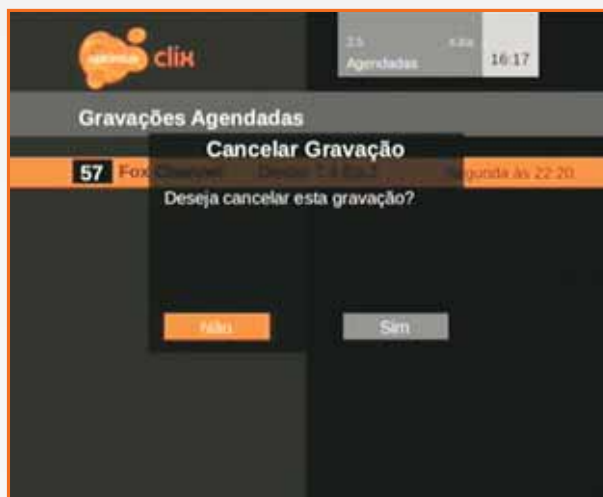 clix
Agendadas
16:17
Gravações Agendadas
Cancelar Gravação
57 Fox Channel Segunda às 22:20
Deseja cancelar esta gravação?
Não Sim